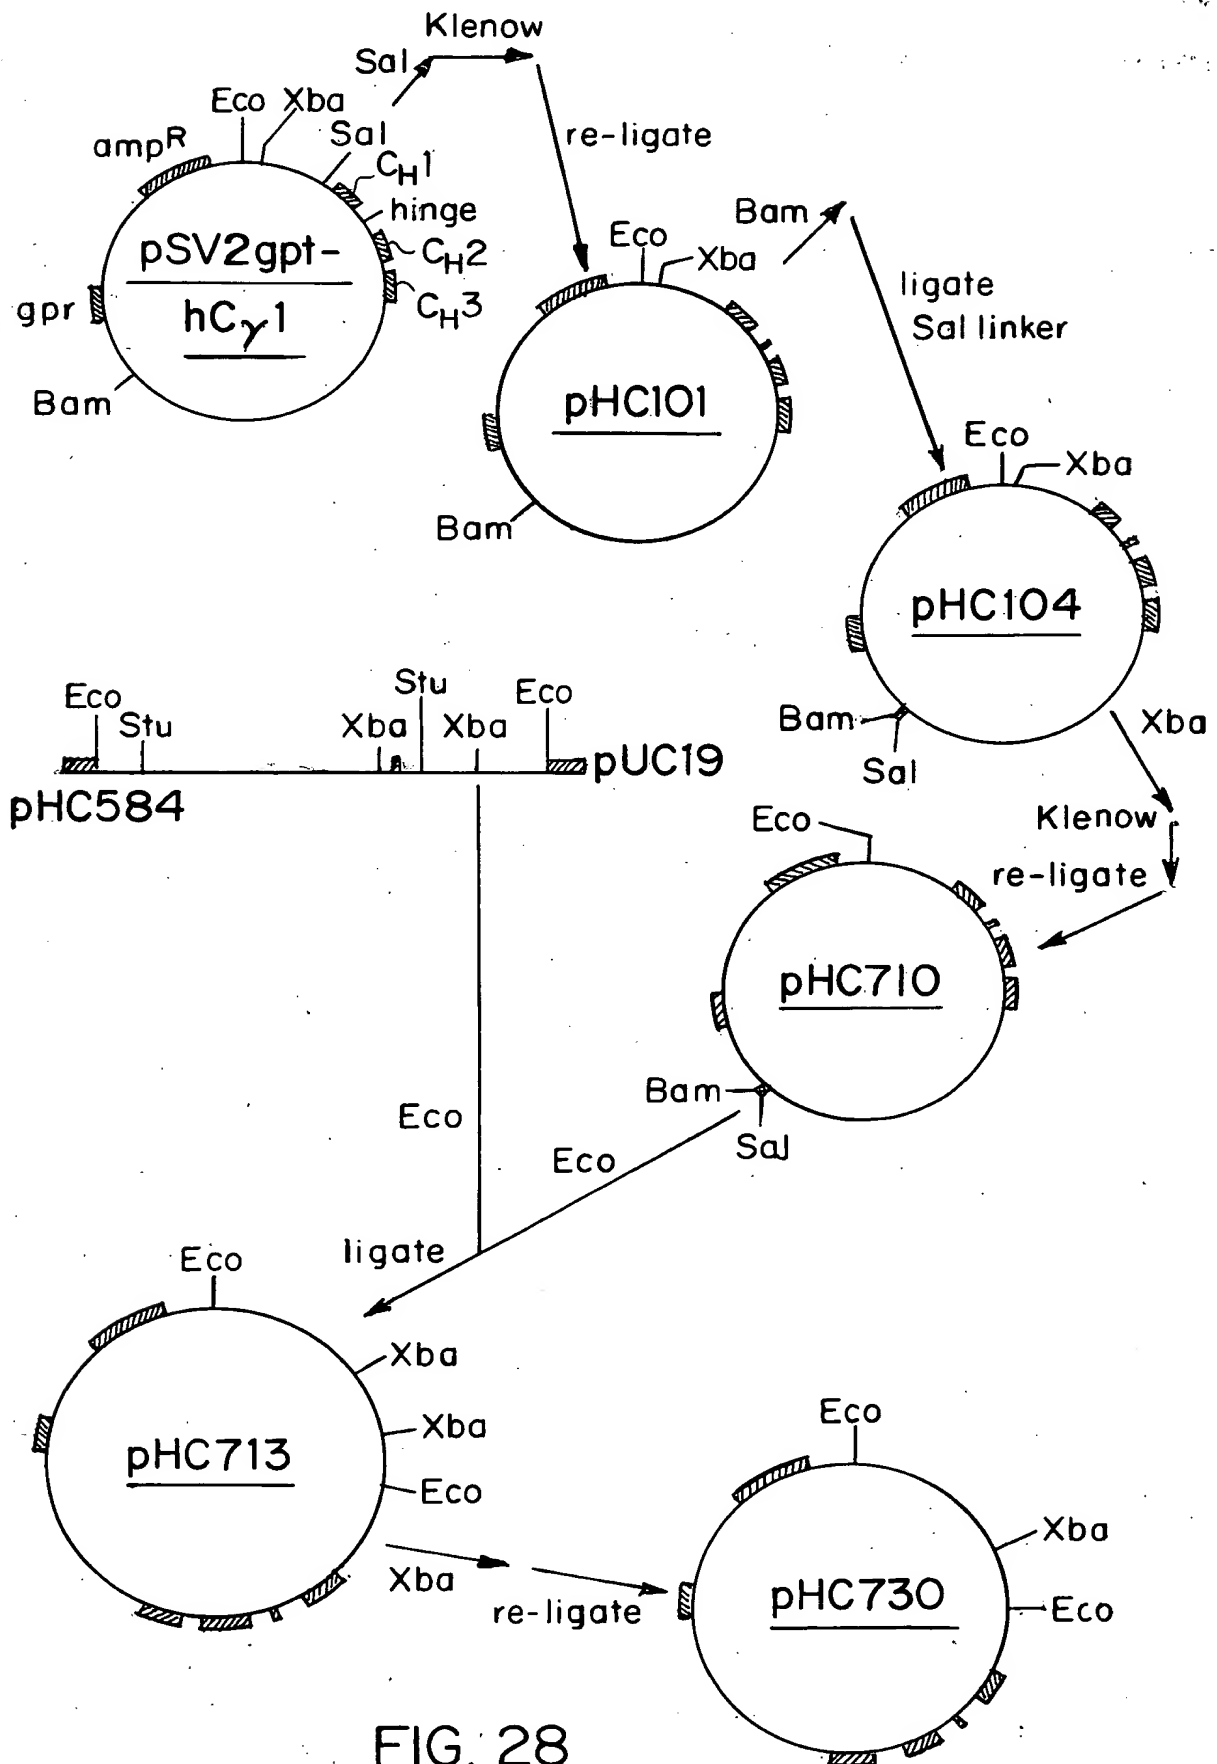 Klenow
Sal
Eco
Xba
ampR
Sal
re-ligate
CH1
hinge
CH2
CH3
pSV2gpt-
hCγ1
gpr
Bam
Eco
Xba
Bam
ligate
Sal linker
pHC101
Bam
Eco
Xba
pHC104
Bam
Sal
Xba
Klenow
re-ligate
Eco
Stu
Xba
Stu
Xba
Eco
pUC19
pHC584
Eco
pHC710
Bam
Sal
Eco
Eco
ligate
Eco
Xba
Xba
Eco
pHC713
Xba
re-ligate
Eco
Xba
Eco
pHC730
FIG. 28